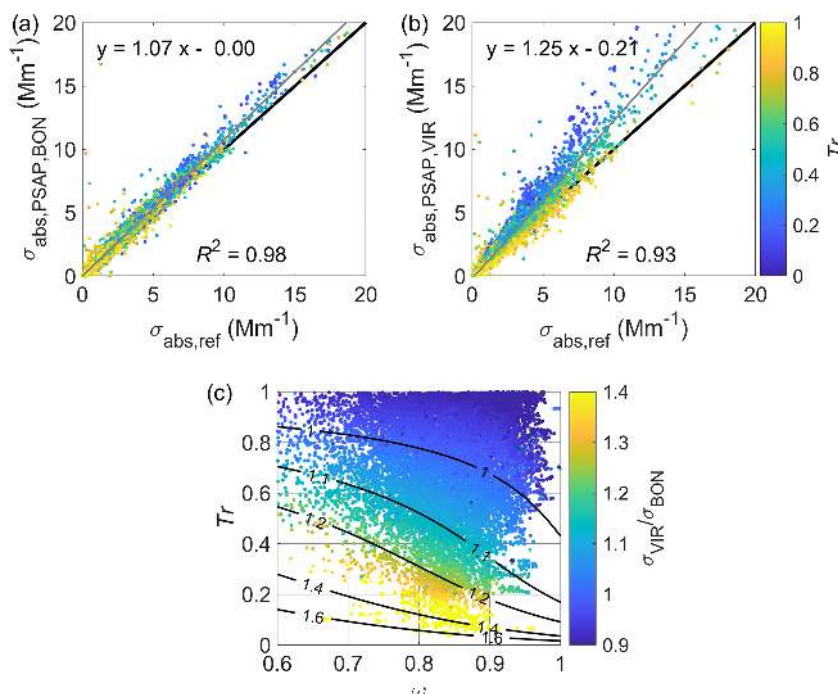 (a)
20
15
10
5
0
σabs,PSAP,BON (Mm-1)
y = 1.07 x - 0.00
R2 = 0.98
0 5 10 15 20
σabs,ref (Mm-1)
(b)
20
15
10
5
0
σabs,PSAP,VIR (Mm-1)
y = 1.25 x - 0.21
R2 = 0.93
0 5 10 15 20
σabs,ref (Mm-1)
1
0.8
0.6
0.4
0.2
0
Tr
(c)
1
0.8
0.6
0.4
0.2
0
Tr
1
1
1.1
1.1
1.2
1.2
1.4
1.4
1.6
1.6
0.6 0.7 0.8 0.9 1
1.4
1.3
1.2
1.1
1
0.9
σVIR/σBON